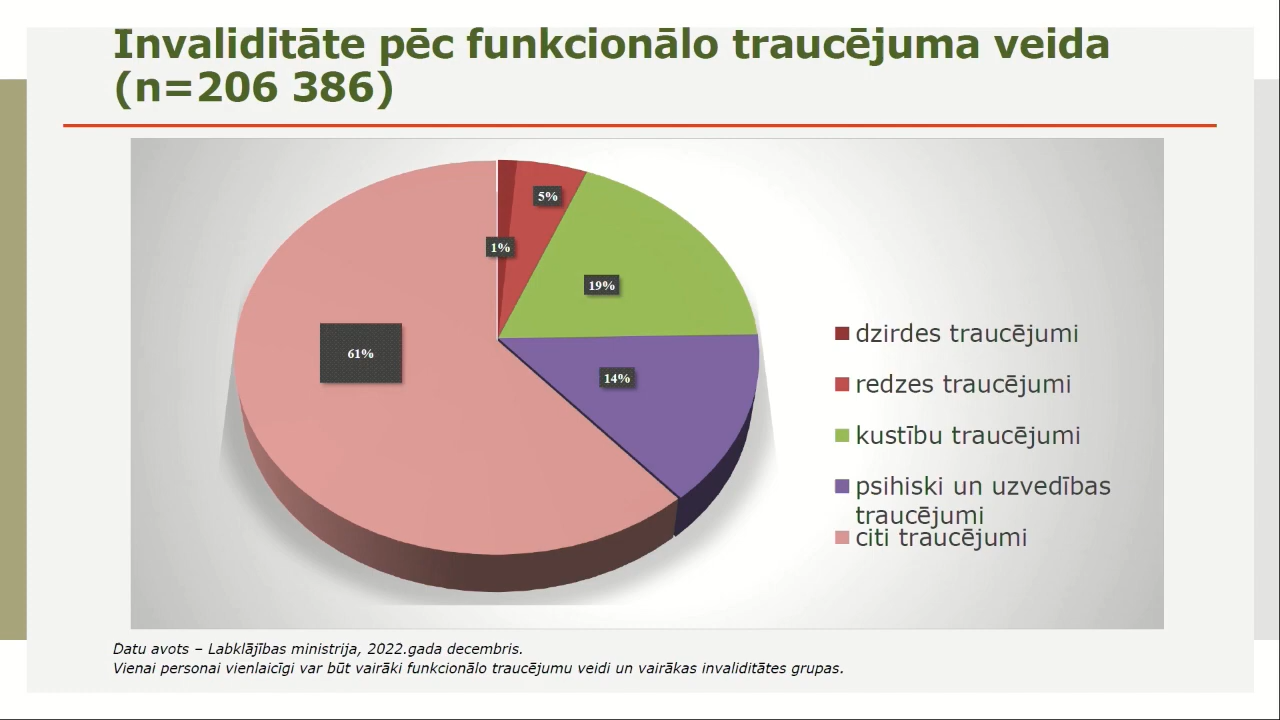 Invaliditāte pēc funkcionālo traucējuma veida
(n=206 386)
5%
1%
19%
61%
14%
dzirdes traucējumi
redzes traucējumi
kustību traucējumi
psihiski un uzvedības
traucējumi
citi traucējumi
Datu avots – Labklājības ministrija, 2022.gada decembris.
Vienai personai vienlaicīgi var būt vairāki funkcionālo traucējumu veidi un vairākas invaliditātes grupas.